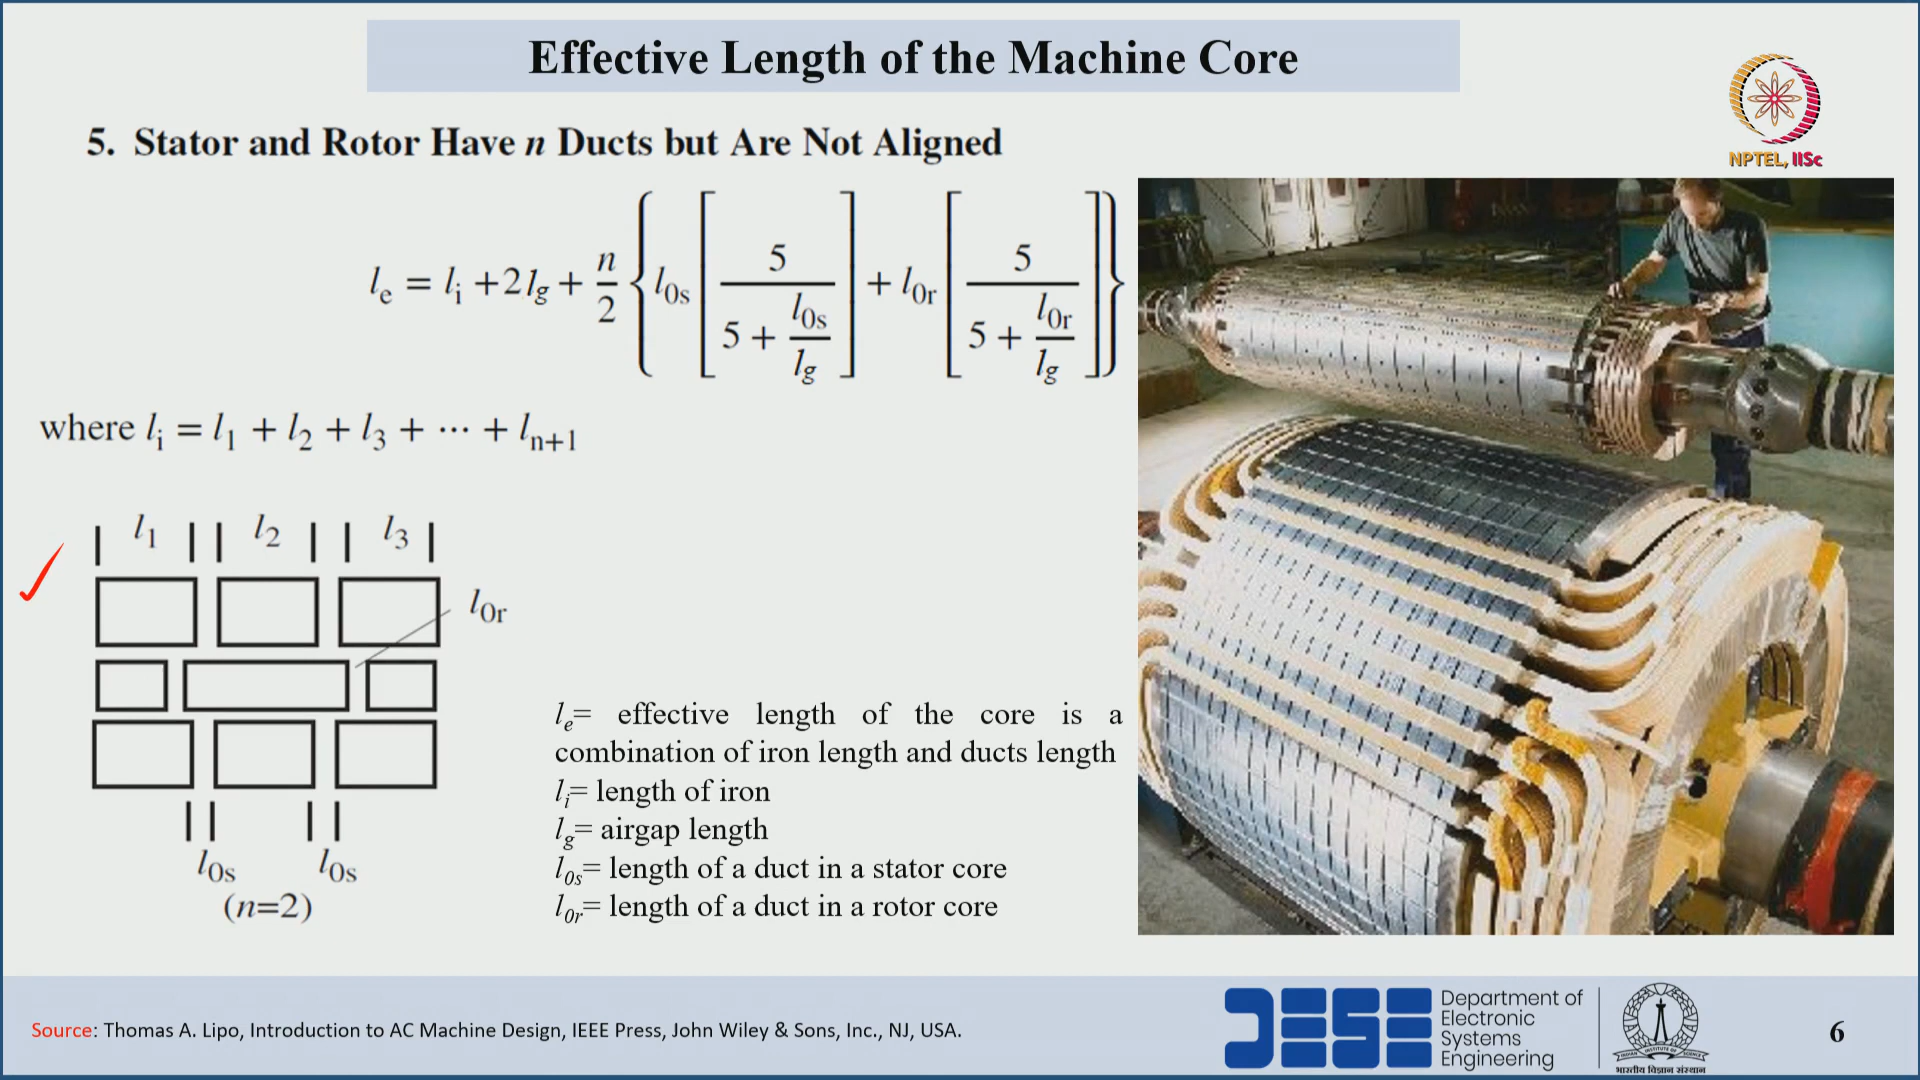 Effective Length of the Machine Core
NPTEL, IISc
5. Stator and Rotor Have n Ducts but Are Not Aligned
l_e = l_i + 2l_g + n/2 { l_0s [ 5 / (5 + l_0s/l_g) ] + l_0r [ 5 / (5 + l_0r/l_g) ] }
where l_i = l_1 + l_2 + l_3 + ⋯ + l_n+1
l_1 l_2 l_3
l_0r
l_0s l_0s
(n=2)
l_e= effective length of the core is a
combination of iron length and ducts length
l_i= length of iron
l_g= airgap length
l_0s= length of a duct in a stator core
l_0r= length of a duct in a rotor core
Source: Thomas A. Lipo, Introduction to AC Machine Design, IEEE Press, John Wiley & Sons, Inc., NJ, USA.
DESE
Department of
Electronic
Systems
Engineering
भारतीय विज्ञान संस्थान
6